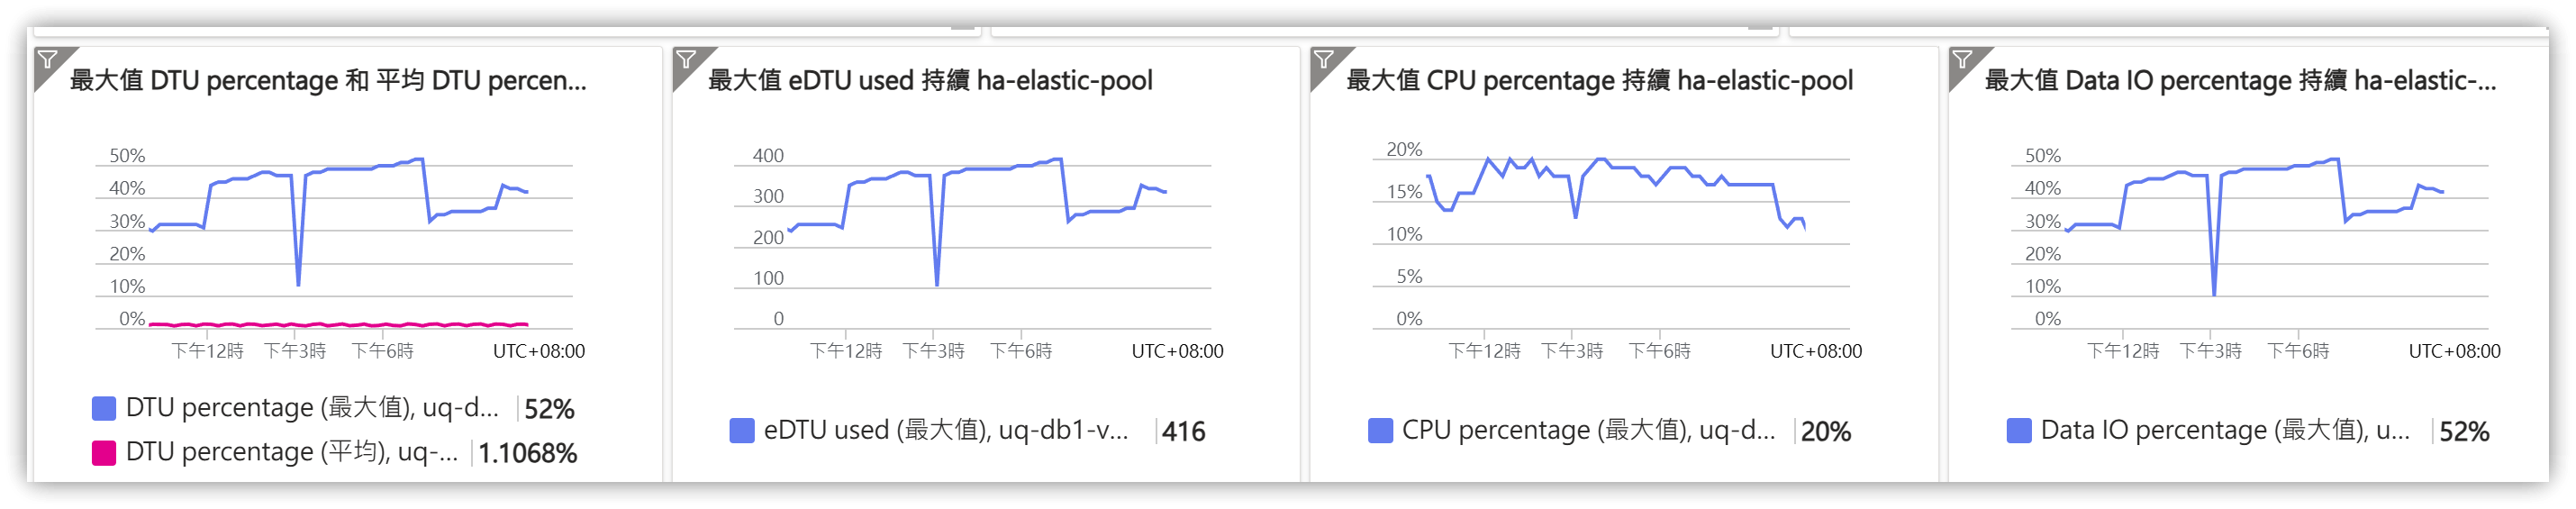 最大值 DTU percentage 和 平均 DTU percen...
50%
40%
30%
20%
10%
0%
下午12時 下午3時 下午6時 UTC+08:00
DTU percentage (最大值), uq-d... 52%
DTU percentage (平均), uq-... 1.1068%
最大值 eDTU used 持續 ha-elastic-pool
400
300
200
100
0
下午12時 下午3時 下午6時 UTC+08:00
eDTU used (最大值), uq-db1-v... 416
最大值 CPU percentage 持續 ha-elastic-pool
20%
15%
10%
5%
0%
下午12時 下午3時 下午6時 UTC+08:00
CPU percentage (最大值), uq-d... 20%
最大值 Data IO percentage 持續 ha-elastic-...
50%
40%
30%
20%
10%
0%
下午12時 下午3時 下午6時 UTC+08:00
Data IO percentage (最大值), u... 52%